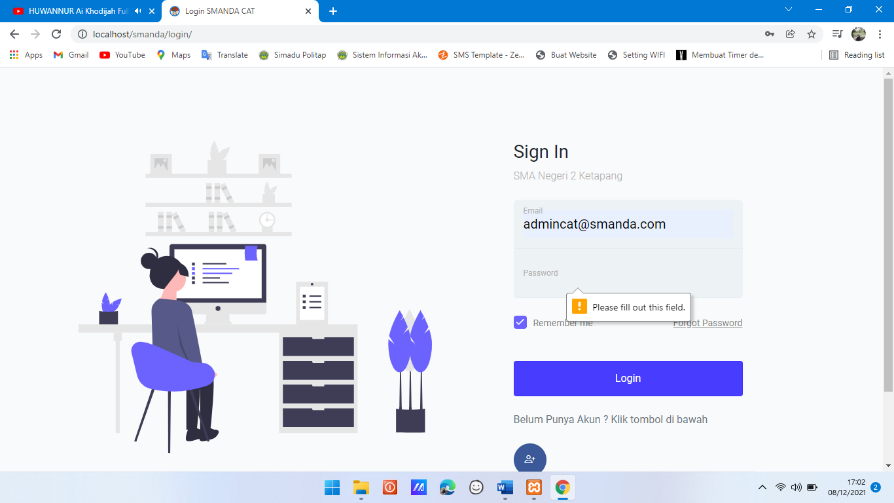 HUWANNUR Ai Khodijah Ful
Login SMANDA CAT
localhost/smanda/login/
Apps
Gmail
YouTube
Maps
Translate
Simadu Politap
Sistem Informasi Ak...
SMS Template - Ze...
Buat Website
Setting WIFI
Membuat Timer de...
Reading list
Sign In
SMA Negeri 2 Ketapang
Email
admincat@smanda.com
Password
Please fill out this field.
Remember me
Forgot Password
Login
Belum Punya Akun ? Klik tombol di bawah
17:02
08/12/2021
2